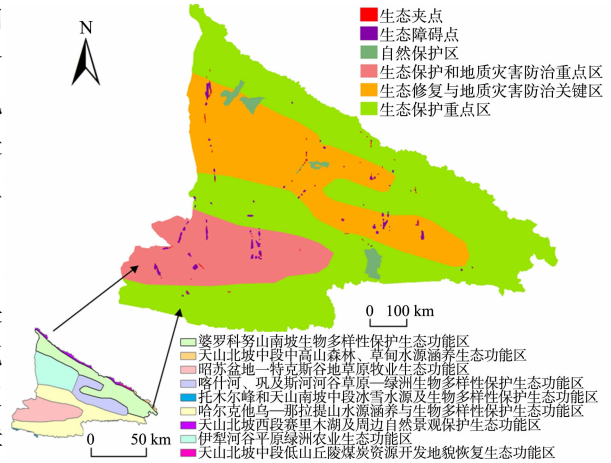 N
生态夹点
生态障碍点
自然保护区
生态保护和地质灾害防治重点区
生态修复与地质灾害防治关键区
生态保护重点区
0 100 km
婆罗科努山南坡生物多样性保护生态功能区
天山北坡中段中高山森林、草甸水源涵养生态功能区
昭苏盆地—特克斯谷地草原牧业生态功能区
喀什河、巩及斯河河谷草原—绿洲生物多样性保护生态功能区
托木尔峰和天山南坡中段冰雪水源及生物多样性保护功能区
哈尔克他乌—那拉提山水源涵养与生物多样性保护生态功能区
天山北坡西段赛里木湖及周边自然景观保护生态功能区
伊犁河谷平原绿洲农业生态功能区
天山北坡中段低山丘陵煤炭资源开发地貌恢复生态功能区
0 50 km